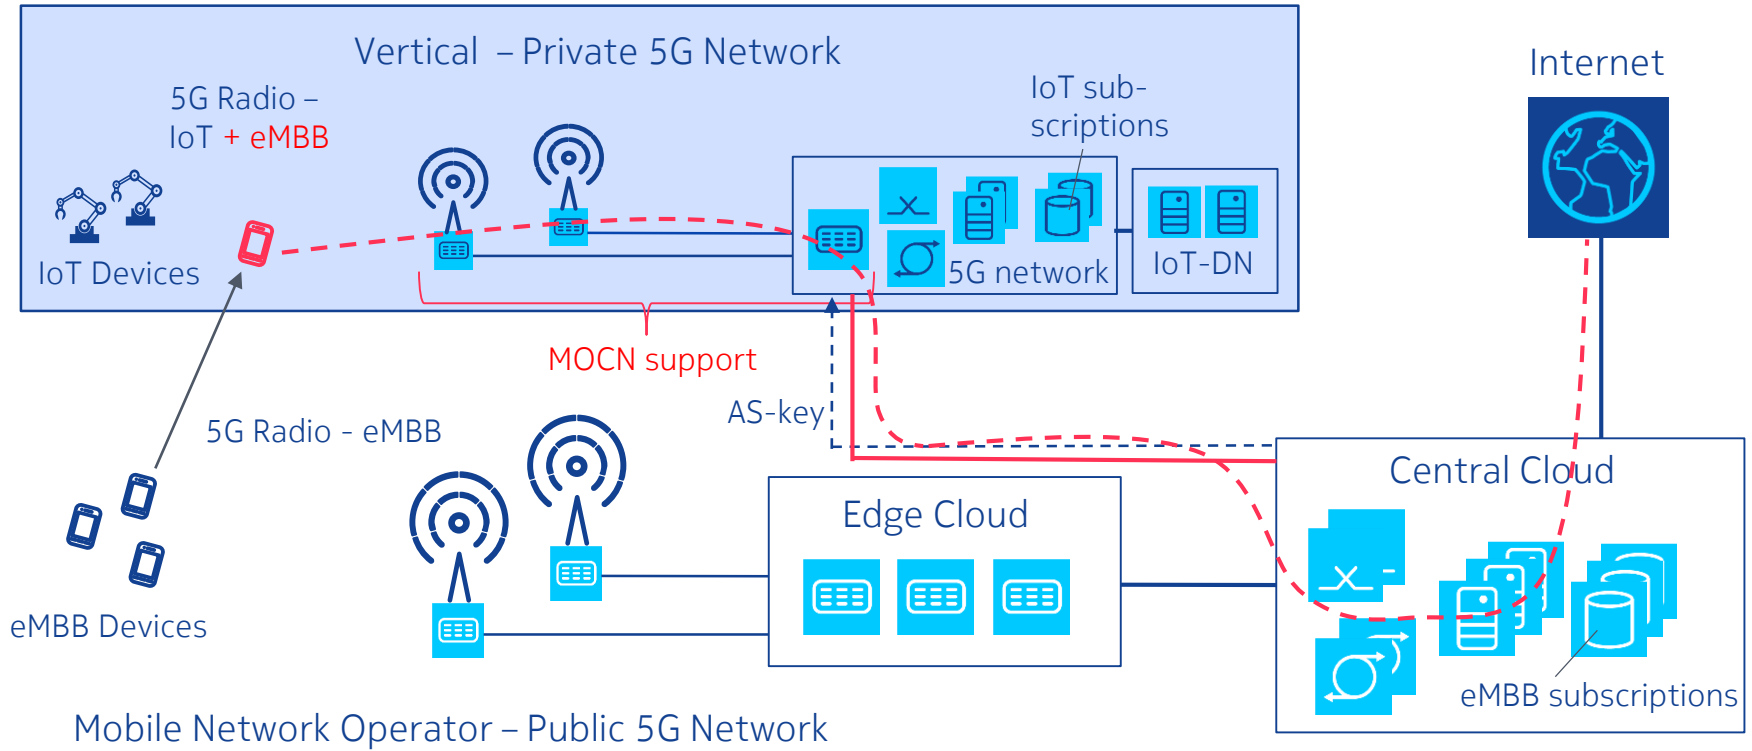 Vertical – Private 5G Network
Internet
5G Radio –
IoT + eMBB
IoT sub-
scriptions
IoT Devices
5G network
IoT-DN
MOCN support
AS-key
5G Radio - eMBB
Central Cloud
Edge Cloud
eMBB Devices
eMBB subscriptions
Mobile Network Operator – Public 5G Network